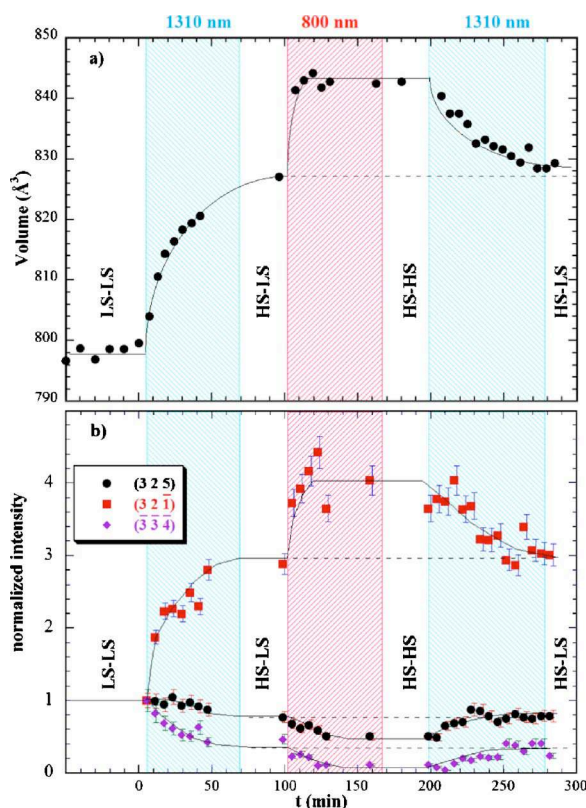 1310 nm 800 nm 1310 nm
850
a)
840
830
820
810
800
790
Volume (Å³)
LS-LS
HS-LS
HS-HS
HS-LS
b)
(3 2 5)
(3 2 1̄)
(3̄ 3̄ 4̄)
4
3
2
1
0
normalized intensity
LS-LS
HS-LS
HS-HS
HS-LS
0 50 100 150 200 250 300
t (min)